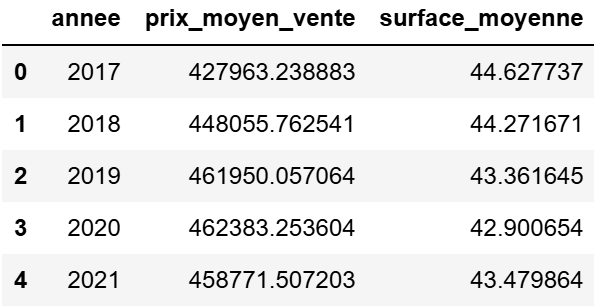 annee prix_moyen_vente surface_moyenne
0 2017 427963.238883 44.627737
1 2018 448055.762541 44.271671
2 2019 461950.057064 43.361645
3 2020 462383.253604 42.900654
4 2021 458771.507203 43.479864